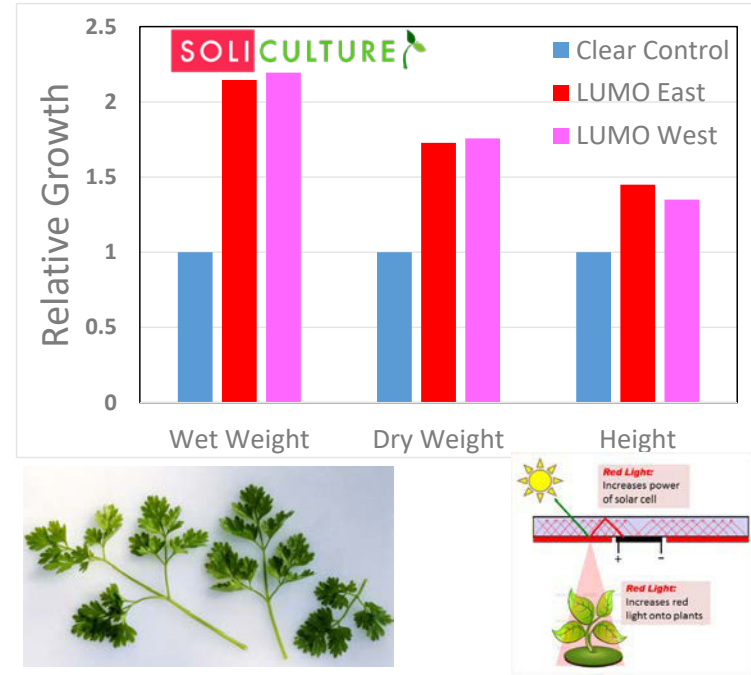 2.5
SOLICULTURE
Clear Control
2
LUMO East
LUMO West
1.5
1
0.5
0
Relative Growth
Wet Weight
Dry Weight
Height
Red Light:
Increases power
of solar cell
+ –
Red Light:
Increases red
light onto plants